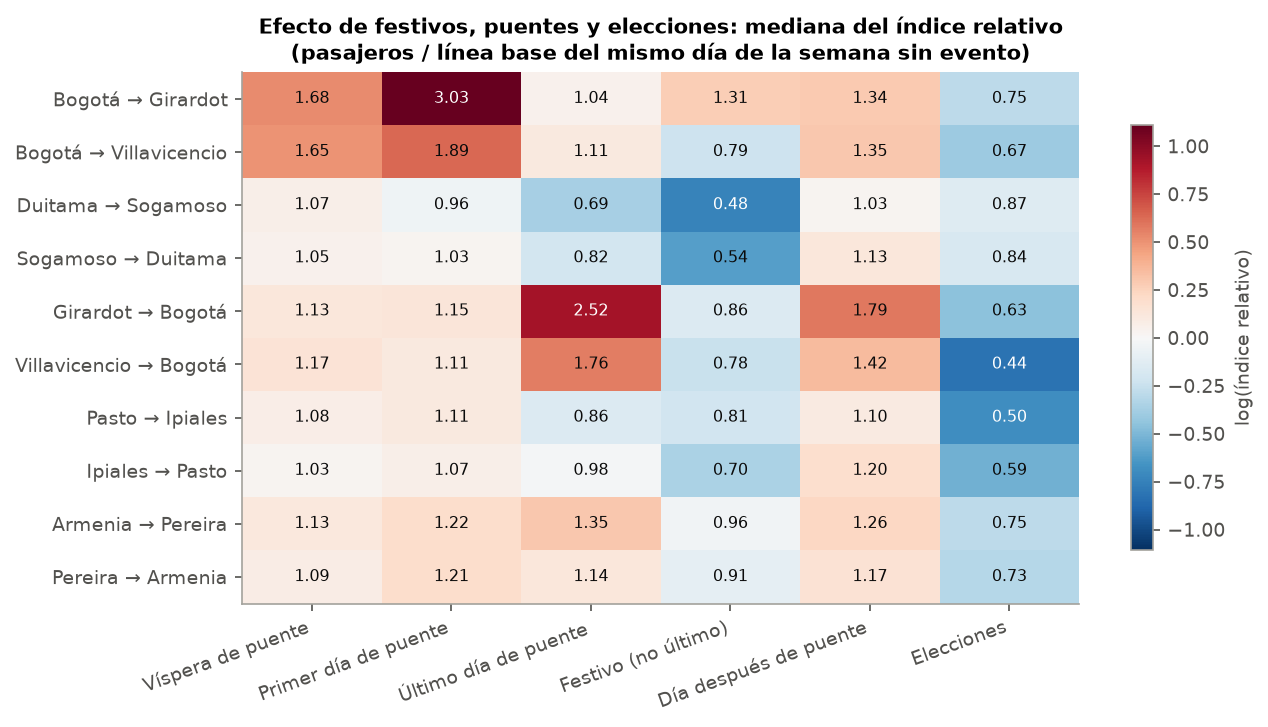 Efecto de festivos, puentes y elecciones: mediana del índice relativo
(pasajeros / línea base del mismo día de la semana sin evento)
Bogotá → Girardot 1.68 3.03 1.04 1.31 1.34 0.75
Bogotá → Villavicencio 1.65 1.89 1.11 0.79 1.35 0.67
Duitama → Sogamoso 1.07 0.96 0.69 0.48 1.03 0.87
Sogamoso → Duitama 1.05 1.03 0.82 0.54 1.13 0.84
Girardot → Bogotá 1.13 1.15 2.52 0.86 1.79 0.63
Villavicencio → Bogotá 1.17 1.11 1.76 0.78 1.42 0.44
Pasto → Ipiales 1.08 1.11 0.86 0.81 1.10 0.50
Ipiales → Pasto 1.03 1.07 0.98 0.70 1.20 0.59
Armenia → Pereira 1.13 1.22 1.35 0.96 1.26 0.75
Pereira → Armenia 1.09 1.21 1.14 0.91 1.17 0.73
Víspera de puente
Primer día de puente
Último día de puente
Festivo (no último)
Día después de puente
Elecciones
1.00
0.75
0.50
0.25
0.00
−0.25
−0.50
−0.75
−1.00
log(índice relativo)